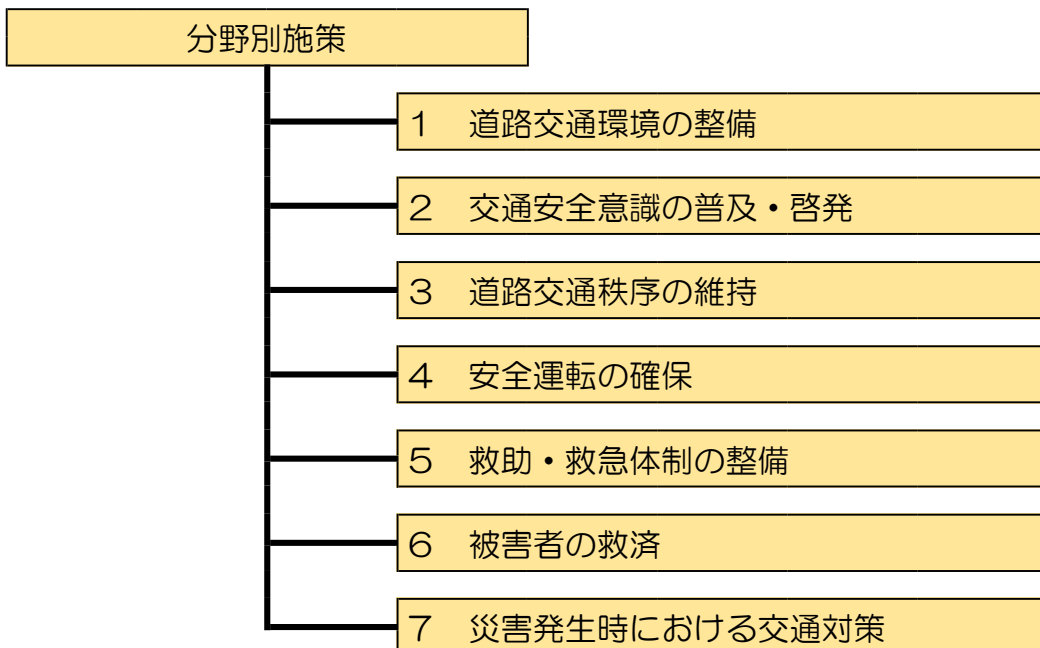 分野別施策
１　道路交通環境の整備
２　交通安全意識の普及・啓発
３　道路交通秩序の維持
４　安全運転の確保
５　救助・救急体制の整備
６　被害者の救済
７　災害発生時における交通対策